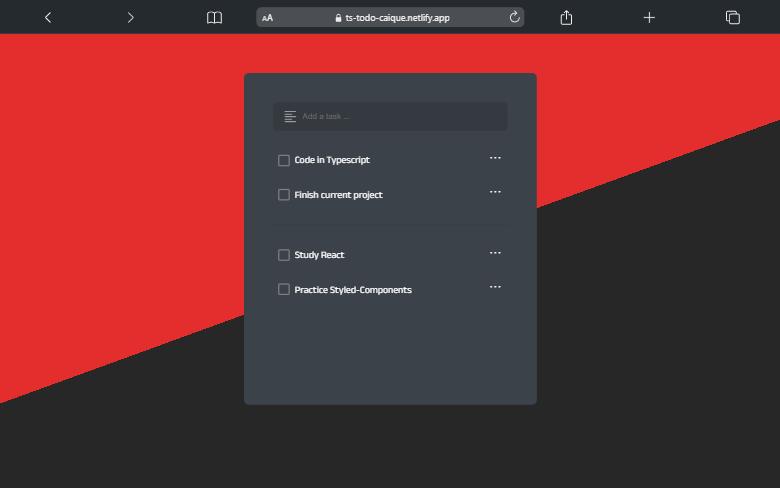 AA
ts-todo-caique.netlify.app
Add a task ...
Code in Typescript
Finish current project
Study React
Practice Styled-Components